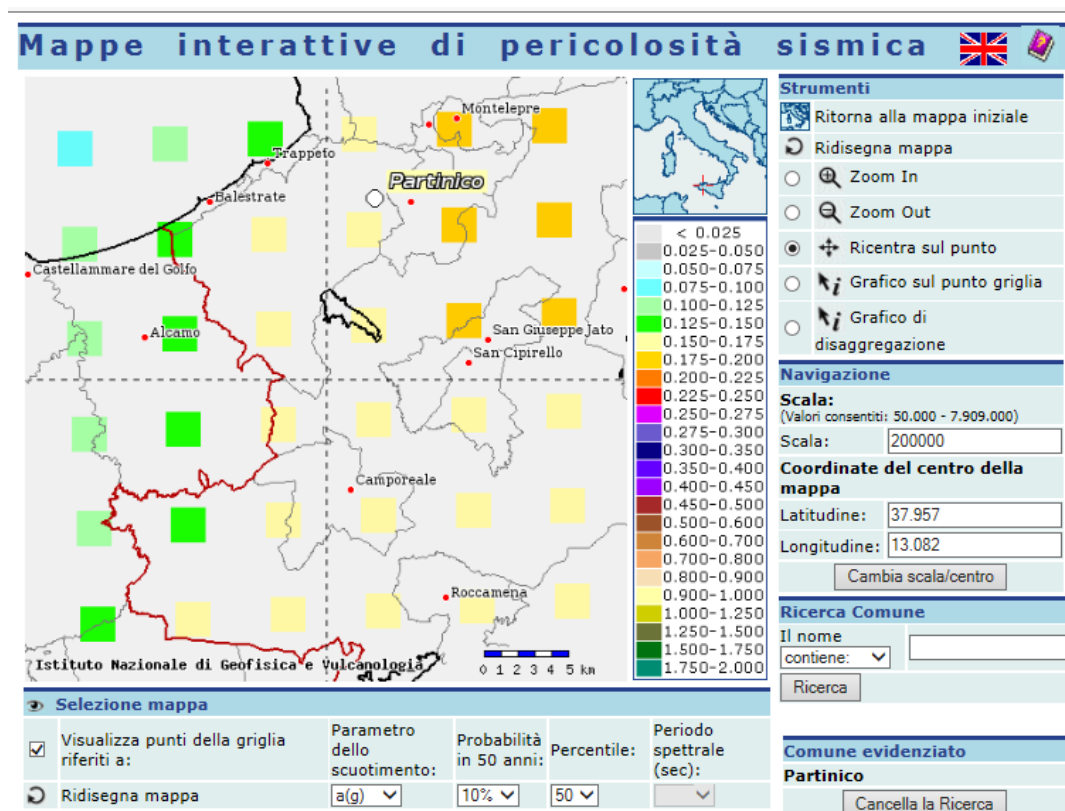 Mappe interattive di pericolosità sismica
Montelepre
Trappeto
Partinico
Balestrate
Castellammare del Golfo
Alcamo
San Giuseppe Jato
San Cipirello
Camporeale
Roccamena
Istituto Nazionale di Geofisica e Vulcanologia
0 1 2 3 4 5 km
< 0.025
0.025-0.050
0.050-0.075
0.075-0.100
0.100-0.125
0.125-0.150
0.150-0.175
0.175-0.200
0.200-0.225
0.225-0.250
0.250-0.275
0.275-0.300
0.300-0.350
0.350-0.400
0.400-0.450
0.450-0.500
0.500-0.600
0.600-0.700
0.700-0.800
0.800-0.900
0.900-1.000
1.000-1.250
1.250-1.500
1.500-1.750
1.750-2.000
Strumenti
Ritorna alla mappa iniziale
Ridisegna mappa
Zoom In
Zoom Out
Ricentra sul punto
Grafico sul punto griglia
Grafico di
disaggregazione
Navigazione
Scala:
(Valori consentiti: 50.000 - 7.909.000)
Scala: 200000
Coordinate del centro della
mappa
Latitudine: 37.957
Longitudine: 13.082
Cambia scala/centro
Ricerca Comune
Il nome
contiene:
Ricerca
Comune evidenziato
Partinico
Cancella la Ricerca
Selezione mappa
Visualizza punti della griglia
riferiti a:
Parametro
dello
scuotimento:
Probabilità
in 50 anni:
Percentile:
Periodo
spettrale
(sec):
Ridisegna mappa a(g) 10% 50